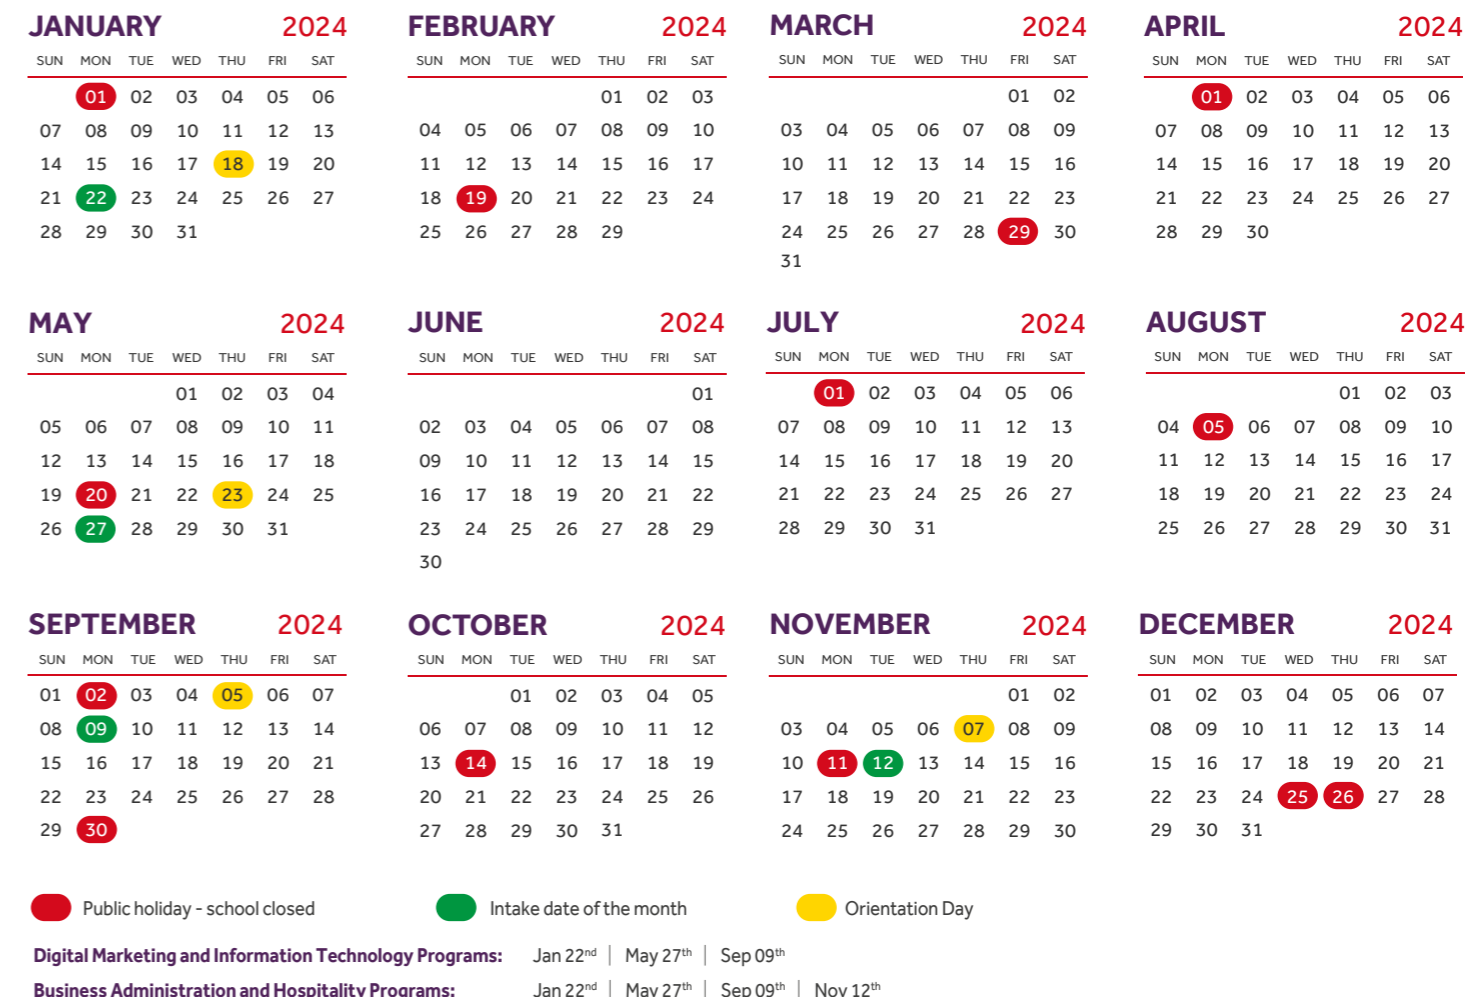 JANUARY 2024 FEBRUARY 2024 MARCH 2024 APRIL 2024
SUN MON TUE WED THU FRI SAT SUN MON TUE WED THU FRI SAT SUN MON TUE WED THU FRI SAT SUN MON TUE WED THU FRI SAT
01 02 03 04 05 06 01 02 03 01 02 01 02 03 04 05 06
07 08 09 10 11 12 13 04 05 06 07 08 09 10 03 04 05 06 07 08 09 07 08 09 10 11 12 13
14 15 16 17 18 19 20 11 12 13 14 15 16 17 10 11 12 13 14 15 16 14 15 16 17 18 19 20
21 22 23 24 25 26 27 18 19 20 21 22 23 24 17 18 19 20 21 22 23 21 22 23 24 25 26 27
28 29 30 31 25 26 27 28 29 24 25 26 27 28 29 30 28 29 30
31
MAY 2024 JUNE 2024 JULY 2024 AUGUST 2024
SUN MON TUE WED THU FRI SAT SUN MON TUE WED THU FRI SAT SUN MON TUE WED THU FRI SAT SUN MON TUE WED THU FRI SAT
01 02 03 04 01 01 02 03 04 05 06 01 02 03
05 06 07 08 09 10 11 02 03 04 05 06 07 08 07 08 09 10 11 12 13 04 05 06 07 08 09 10
12 13 14 15 16 17 18 09 10 11 12 13 14 15 14 15 16 17 18 19 20 11 12 13 14 15 16 17
19 20 21 22 23 24 25 16 17 18 19 20 21 22 21 22 23 24 25 26 27 18 19 20 21 22 23 24
26 27 28 29 30 31 23 24 25 26 27 28 29 28 29 30 31 25 26 27 28 29 30 31
30
SEPTEMBER 2024 OCTOBER 2024 NOVEMBER 2024 DECEMBER 2024
SUN MON TUE WED THU FRI SAT SUN MON TUE WED THU FRI SAT SUN MON TUE WED THU FRI SAT SUN MON TUE WED THU FRI SAT
01 02 03 04 05 06 07 01 02 03 04 05 01 02 01 02 03 04 05 06 07
08 09 10 11 12 13 14 06 07 08 09 10 11 12 03 04 05 06 07 08 09 08 09 10 11 12 13 14
15 16 17 18 19 20 21 13 14 15 16 17 18 19 10 11 12 13 14 15 16 15 16 17 18 19 20 21
22 23 24 25 26 27 28 20 21 22 23 24 25 26 17 18 19 20 21 22 23 22 23 24 25 26 27 28
29 30 27 28 29 30 31 24 25 26 27 28 29 30 29 30 31
Public holiday - school closed Intake date of the month Orientation Day
Digital Marketing and Information Technology Programs: Jan 22nd | May 27th | Sep 09th
Business Administration and Hospitality Programs: Jan 22nd | May 27th | Sep 09th | Nov 12th